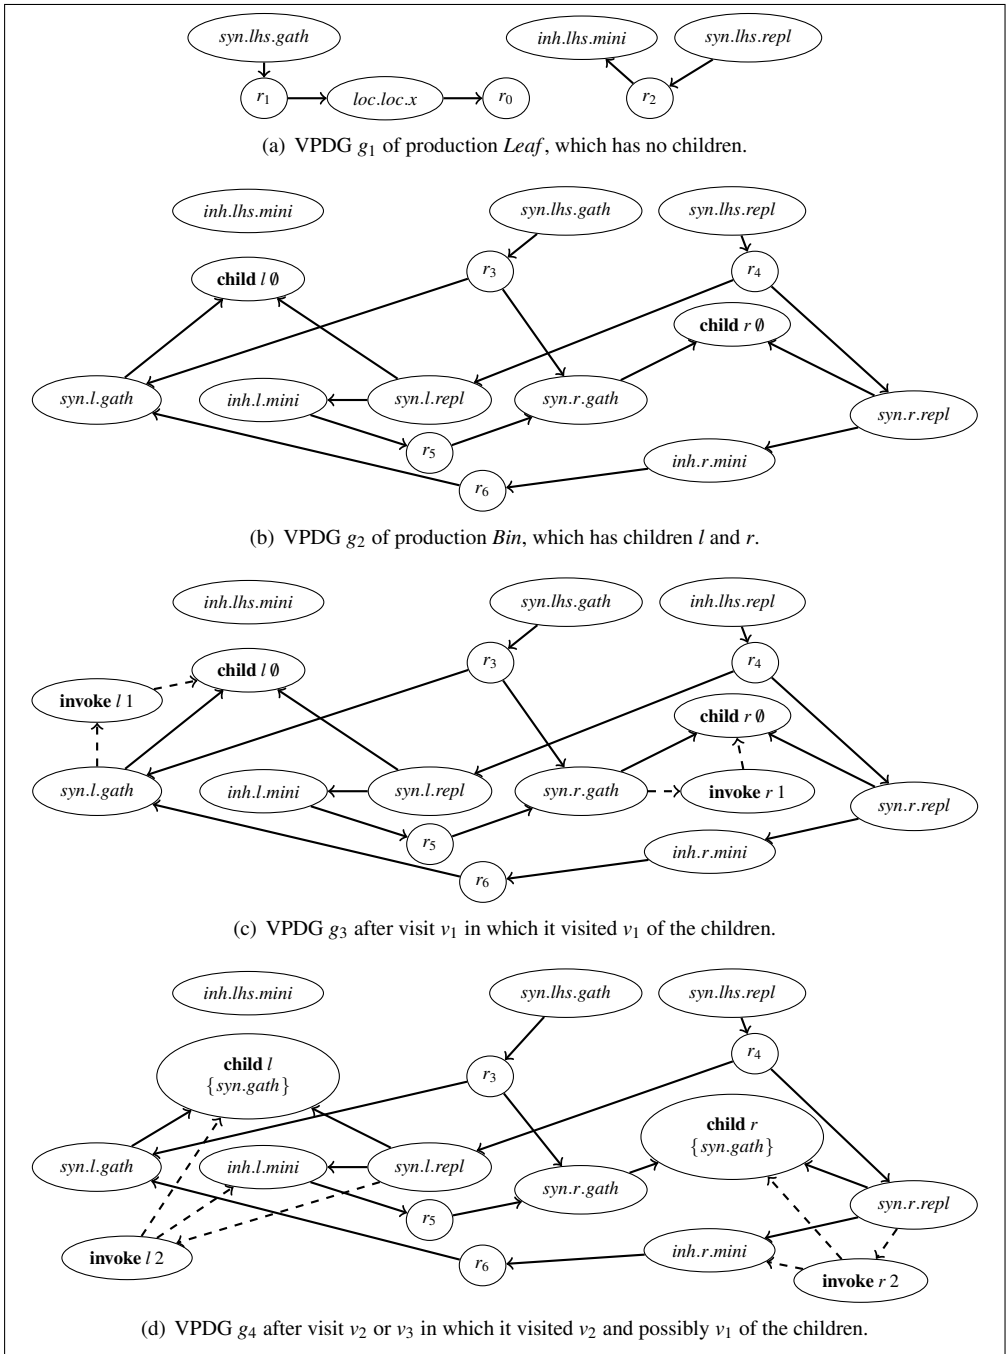 syn.lhs.gath
inh.lhs.mini
syn.lhs.repl
r1
loc.loc.x
r0
r2
(a) VPDG g1 of production Leaf, which has no children.
inh.lhs.mini
syn.lhs.gath
syn.lhs.repl
r3
r4
child l ∅
child r ∅
syn.l.gath
inh.l.mini
syn.l.repl
syn.r.gath
syn.r.repl
r5
inh.r.mini
r6
(b) VPDG g2 of production Bin, which has children l and r.
inh.lhs.mini
syn.lhs.gath
inh.lhs.repl
r3
r4
child l ∅
invoke l 1
child r ∅
syn.l.gath
inh.l.mini
syn.l.repl
syn.r.gath
invoke r 1
syn.r.repl
r5
inh.r.mini
r6
(c) VPDG g3 after visit v1 in which it visited v1 of the children.
inh.lhs.mini
syn.lhs.gath
syn.lhs.repl
r4
child l
{syn.gath}
r3
child r
{syn.gath}
syn.l.gath
inh.l.mini
syn.l.repl
syn.r.gath
syn.r.repl
r5
invoke l 2
r6
inh.r.mini
invoke r 2
(d) VPDG g4 after visit v2 or v3 in which it visited v2 and possibly v1 of the children.